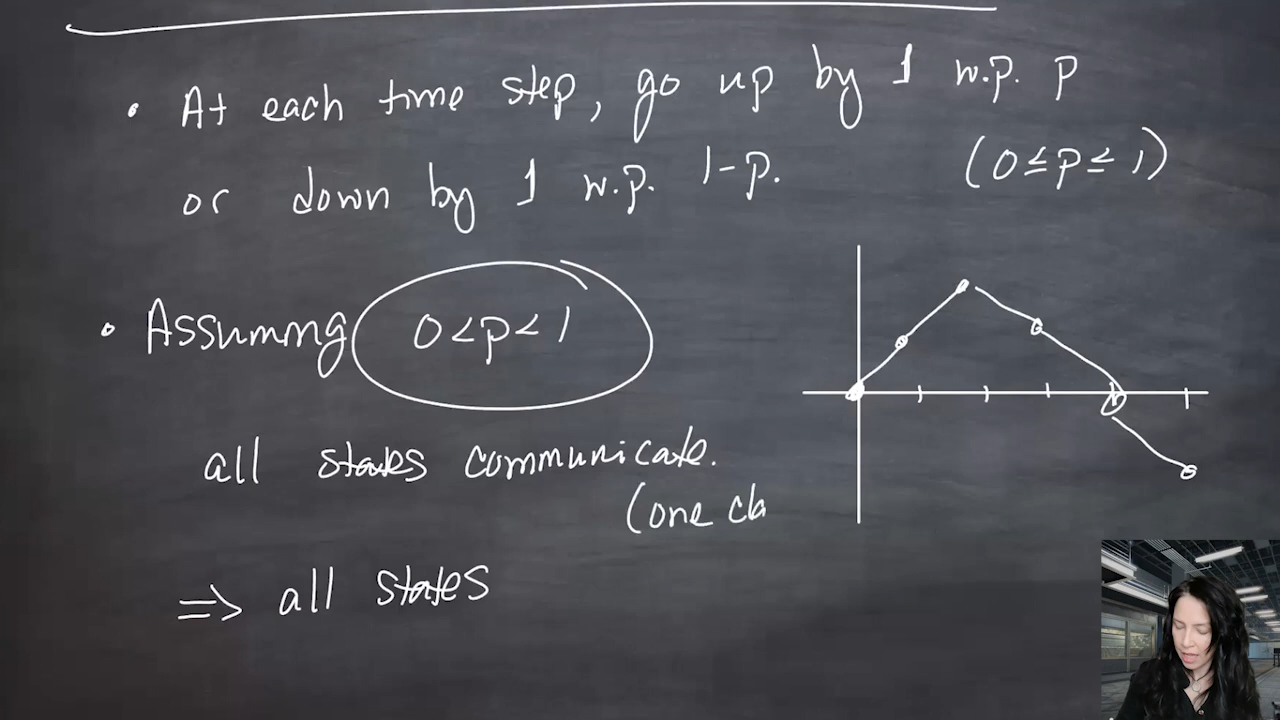 • At each time step, go up by 1 w.p. p
or down by 1 w.p. 1-p.
(0≤p≤1)
• Assuming 0<p<1
all states communicate.
(one cla
=> all states